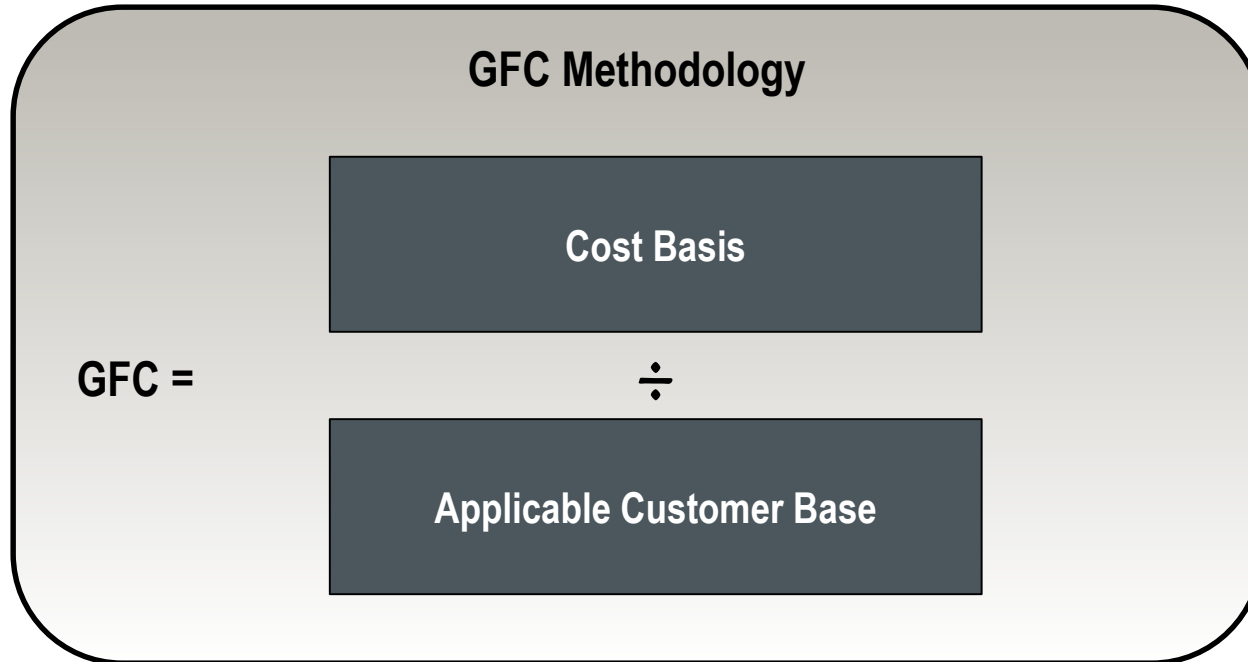 GFC Methodology
Cost Basis
GFC = ÷
Applicable Customer Base